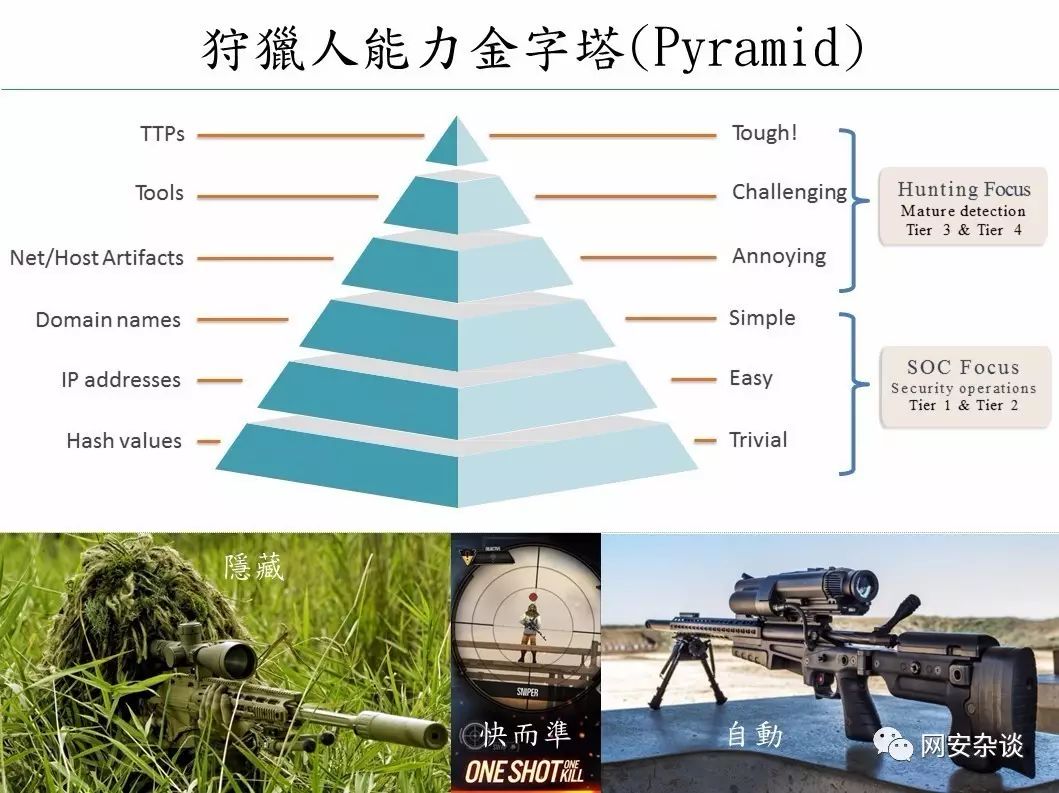 狩獵人能力金字塔(Pyramid)
TTPs
Tough!
Tools
Challenging
Net/Host Artifacts
Annoying
Domain names
Simple
IP addresses
Easy
Hash values
Trivial
Hunting Focus
Mature detection
Tier 3 & Tier 4
SOC Focus
Security operations
Tier 1 & Tier 2
隱藏
OBJECTIVE
SNIPER
快而準
ONE SHOT ONE KILL
自動
网安杂谈